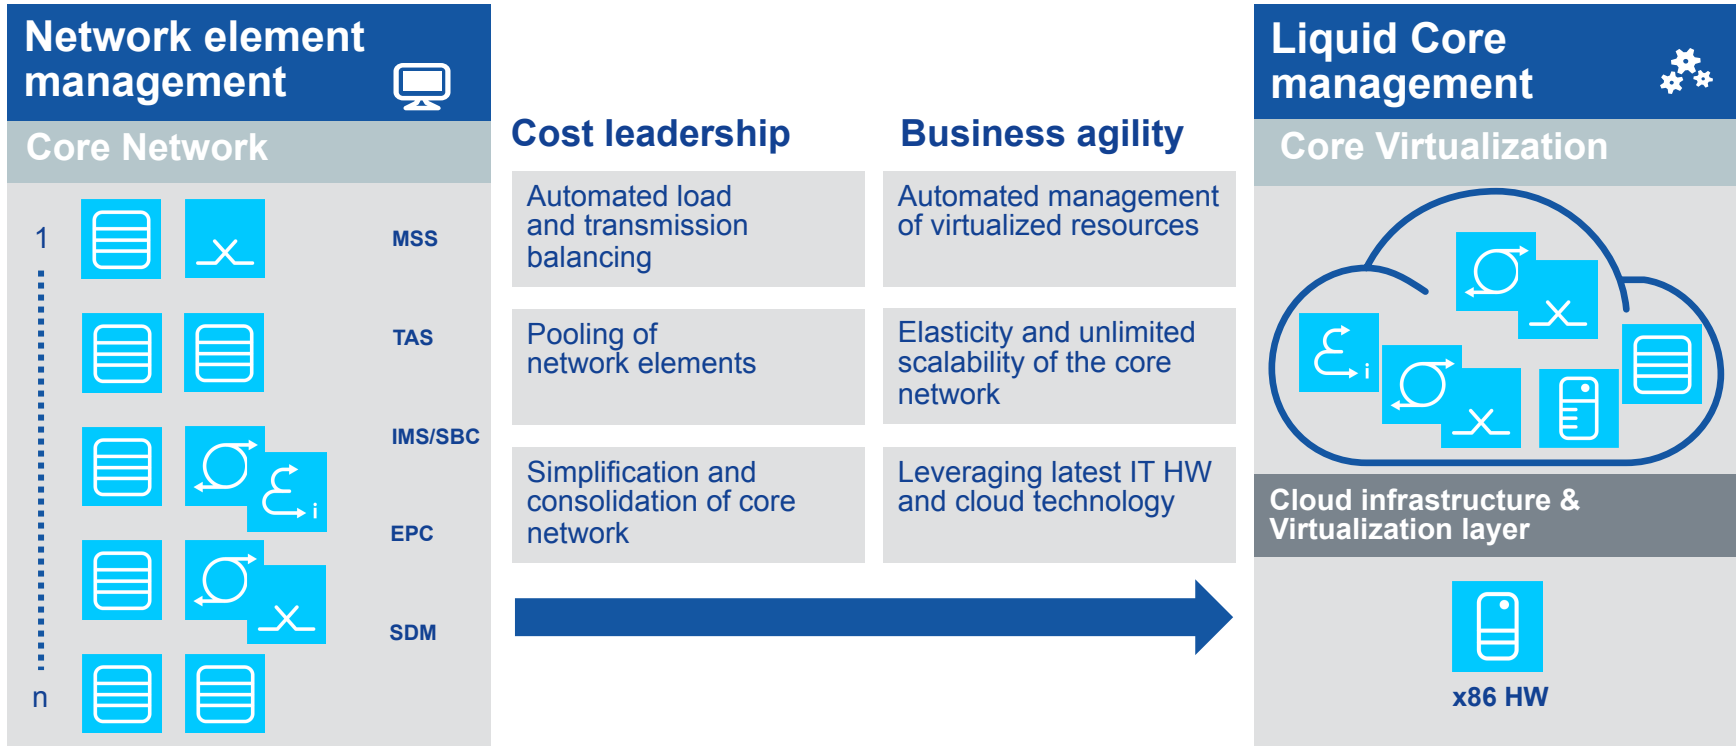 Network element
management
Core Network
1
MSS
TAS
IMS/SBC
i
EPC
SDM
n
Cost leadership
Automated load
and transmission
balancing
Pooling of
network elements
Simplification and
consolidation of core
network
Business agility
Automated management
of virtualized resources
Elasticity and unlimited
scalability of the core
network
Leveraging latest IT HW
and cloud technology
Liquid Core
management
Core Virtualization
i
Cloud infrastructure &
Virtualization layer
x86 HW